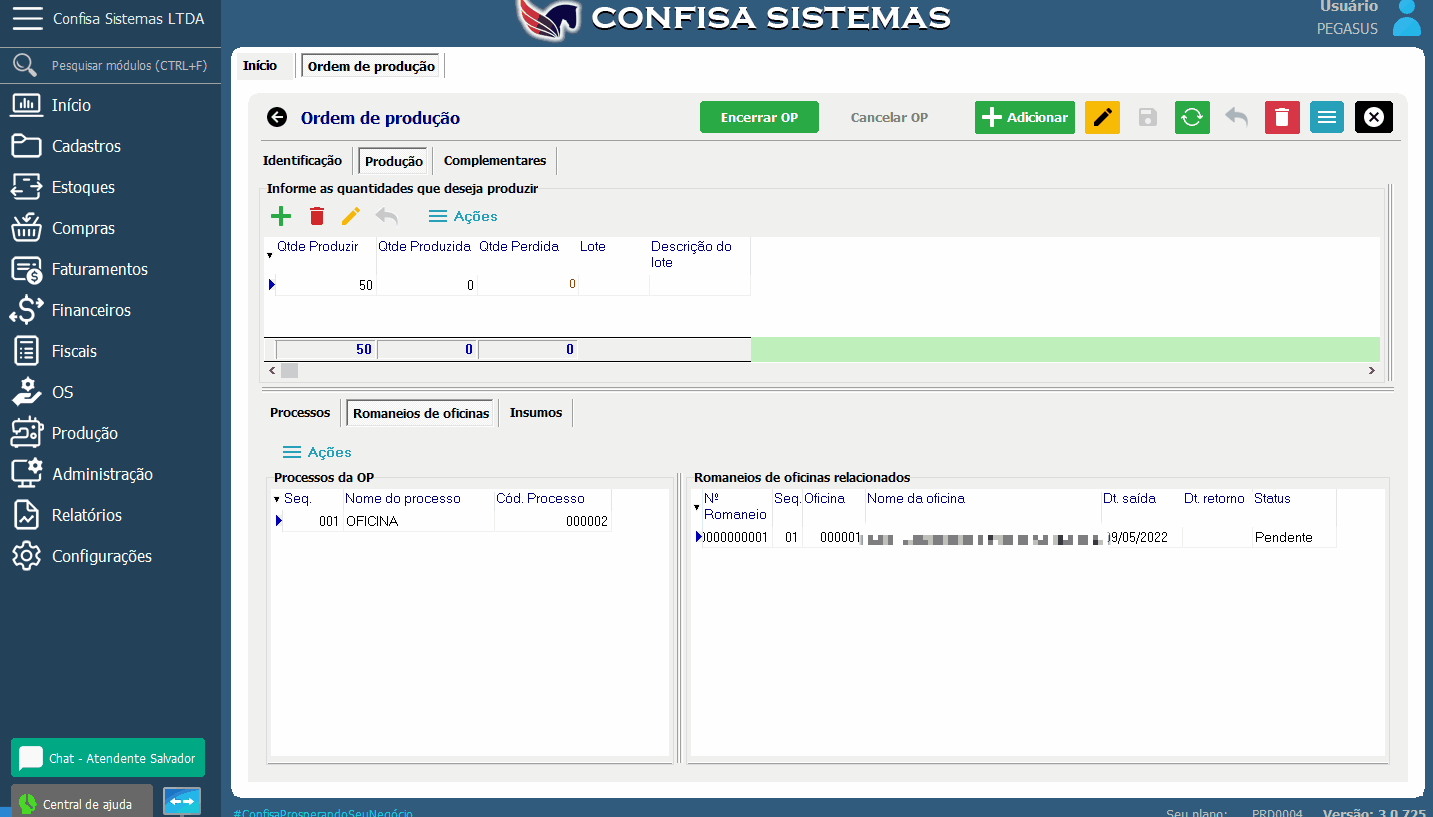 Confisa Sistemas LTDA
CONFISA SISTEMAS
Usuário
PEGASUS
Pesquisar módulos (CTRL+F)
Início
Cadastros
Estoques
Compras
Faturamentos
Financeiros
Fiscais
OS
Produção
Administração
Relatórios
Configurações
Chat - Atendente Salvador
Central de ajuda
Início Ordem de produção
Ordem de produção
Encerrar OP Cancelar OP Adicionar
Identificação Produção Complementares
Informe as quantidades que deseja produzir
Ações
Qtde Produzir Qtde Produzida Qtde Perdida Lote Descrição do
lote
50 0 0
50 0 0
Processos Romaneios de oficinas Insumos
Ações
Processos da OP
Seq. Nome do processo Cód. Processo
001 OFICINA 000002
Romaneios de oficinas relacionados
Nº Seq. Oficina Nome da oficina Dt. saída Dt. retorno Status
Romaneio
000000001 01 000001 9/05/2022 Pendente
#ConfisaProsperandoSeuNegócio
Seu plano: PRD0004 Versão: 3.0.725